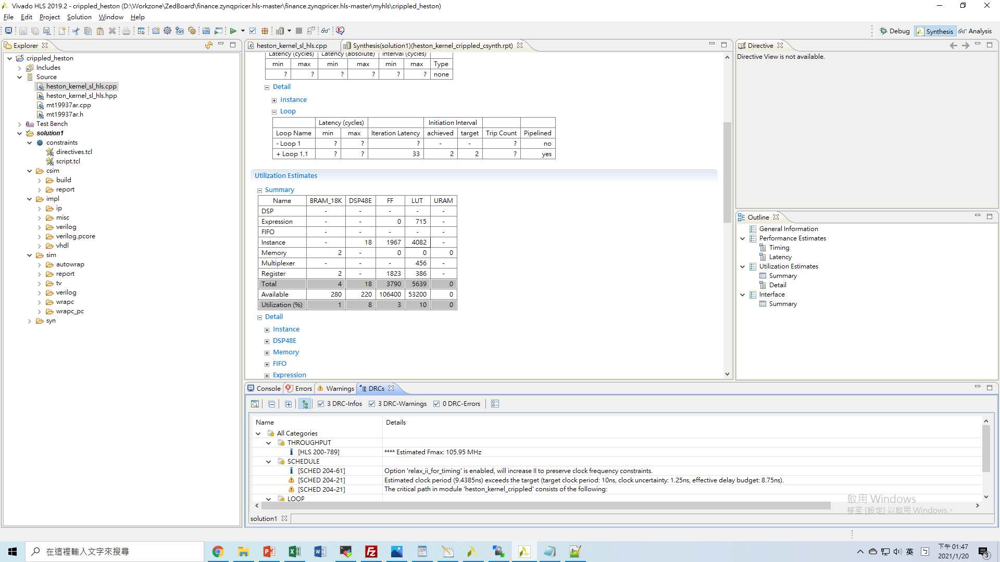 Vivado HLS 2019.2 - crippled_heston (D:\Workzone\ZedBoard\finance.zynqpricer.hls-master\finance.zynqpricer.hls-master\myhls\crippled_heston)
File Edit Project Solution Window Help
Debug Synthesis Analysis
Explorer
crippled_heston
Includes
Source
heston_kernel_sl_hls.cpp
heston_kernel_sl_hls.hpp
mt19937ar.cpp
mt19937ar.h
Test Bench
solution1
constraints
directives.tcl
script.tcl
csim
build
report
impl
ip
misc
verilog
verilog.pcore
vhdl
sim
autowrap
report
tv
verilog
wrapc
wrapc_pc
syn
heston_kernel_sl_hls.cpp Synthesis(solution1)(heston_kernel_crippled_csynth.rpt)
Latency (cycles) Latency (absolute) Interval (cycles)
min max min max min max Type
? ? ? ? ? ? none
Detail
Instance
Loop
Latency (cycles) Initiation Interval
Loop Name min max Iteration Latency achieved target Trip Count Pipelined
- Loop 1 ? ? ? - - ? no
+ Loop 1.1 ? ? 33 2 2 ? yes
Utilization Estimates
Summary
Name BRAM_18K DSP48E FF LUT URAM
DSP - - - - -
Expression - - 0 715 -
FIFO - - - - -
Instance - 18 1967 4082 -
Memory 2 - 0 0 0
Multiplexer - - - 456 -
Register 2 - 1823 386 -
Total 4 18 3790 5639 0
Available 280 220 106400 53200 0
Utilization (%) 1 8 3 10 0
Detail
Instance
DSP48E
Memory
FIFO
Expression
Directive
Directive View is not available.
Outline
General Information
Performance Estimates
Timing
Latency
Utilization Estimates
Summary
Detail
Interface
Summary
Console Errors Warnings DRCs
3 DRC-Infos 3 DRC-Warnings 0 DRC-Errors
Name Details
All Categories
THROUGHPUT
[HLS 200-789] **** Estimated Fmax: 105.95 MHz
SCHEDULE
[SCHED 204-61] Option 'relax_ii_for_timing' is enabled, will increase II to preserve clock frequency constraints.
[SCHED 204-21] Estimated clock period (9.4385ns) exceeds the target (target clock period: 10ns, clock uncertainty: 1.25ns, effective delay budget: 8.75ns).
[SCHED 204-21] The critical path in module 'heston_kernel_crippled' consists of the following:
LOOP
solution1
啟用 Windows
移至 [設定] 以啟用 Windows。
在這裡輸入文字來搜尋
英
下午 01:47
2021/1/20
3